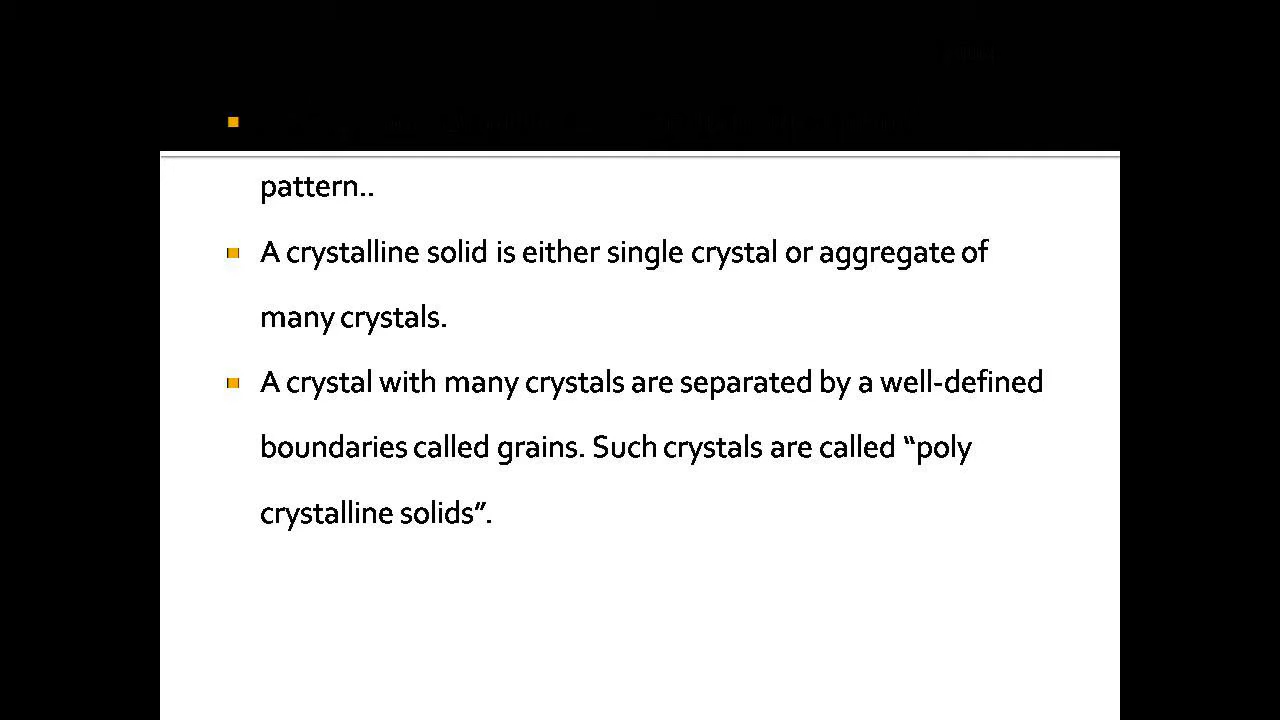 pattern..
A crystalline solid is either single crystal or aggregate of
many crystals.
A crystal with many crystals are separated by a well-defined
boundaries called grains. Such crystals are called “poly
crystalline solids”.